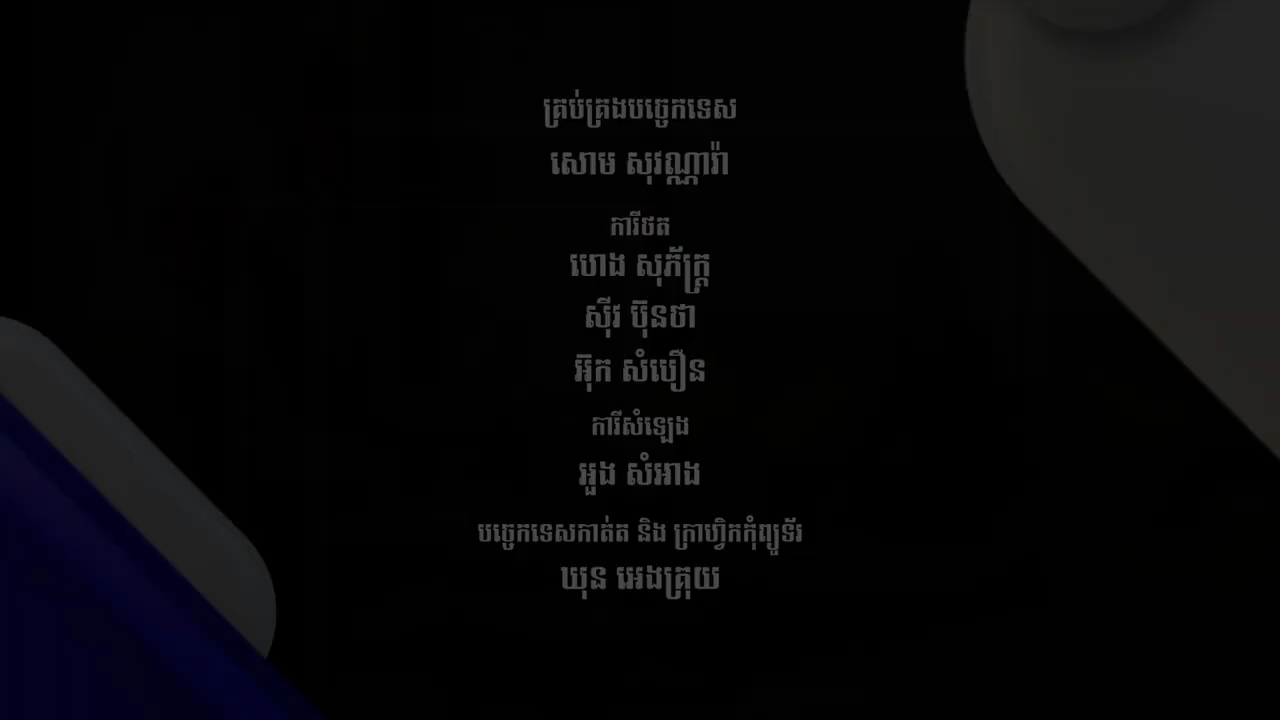 គ្រប់គ្រងបច្ចេកទេស
សោម សុវណ្ណារ៉ា
ការីថត
ហេង សុភ័ក្ត្រ
ស៊ីវ ប៊ុនថា
អ៊ុក សំបឿន
ការីសំឡេង
អួង សំអាង
បច្ចេកទេសកាត់ត និង ក្រាហ្វិកកុំព្យូទ័រ
ឃុន អេងគ្រុយ